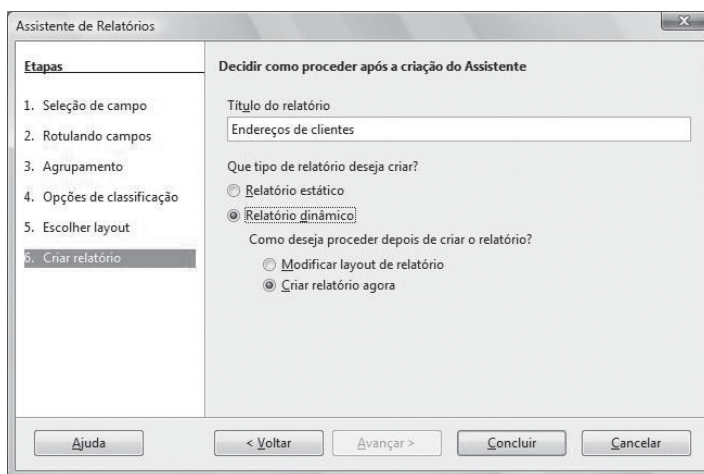 Assistente de Relatórios
Etapas
1. Seleção de campo
2. Rotulando campos
3. Agrupamento
4. Opções de classificação
5. Escolher layout
6. Criar relatório
Decidir como proceder após a criação do Assistente
Título do relatório
Endereços de clientes
Que tipo de relatório deseja criar?
Relatório estático
Relatório dinâmico
Como deseja proceder depois de criar o relatório?
Modificar layout de relatório
Criar relatório agora
Ajuda
< Voltar
Avançar >
Concluir
Cancelar